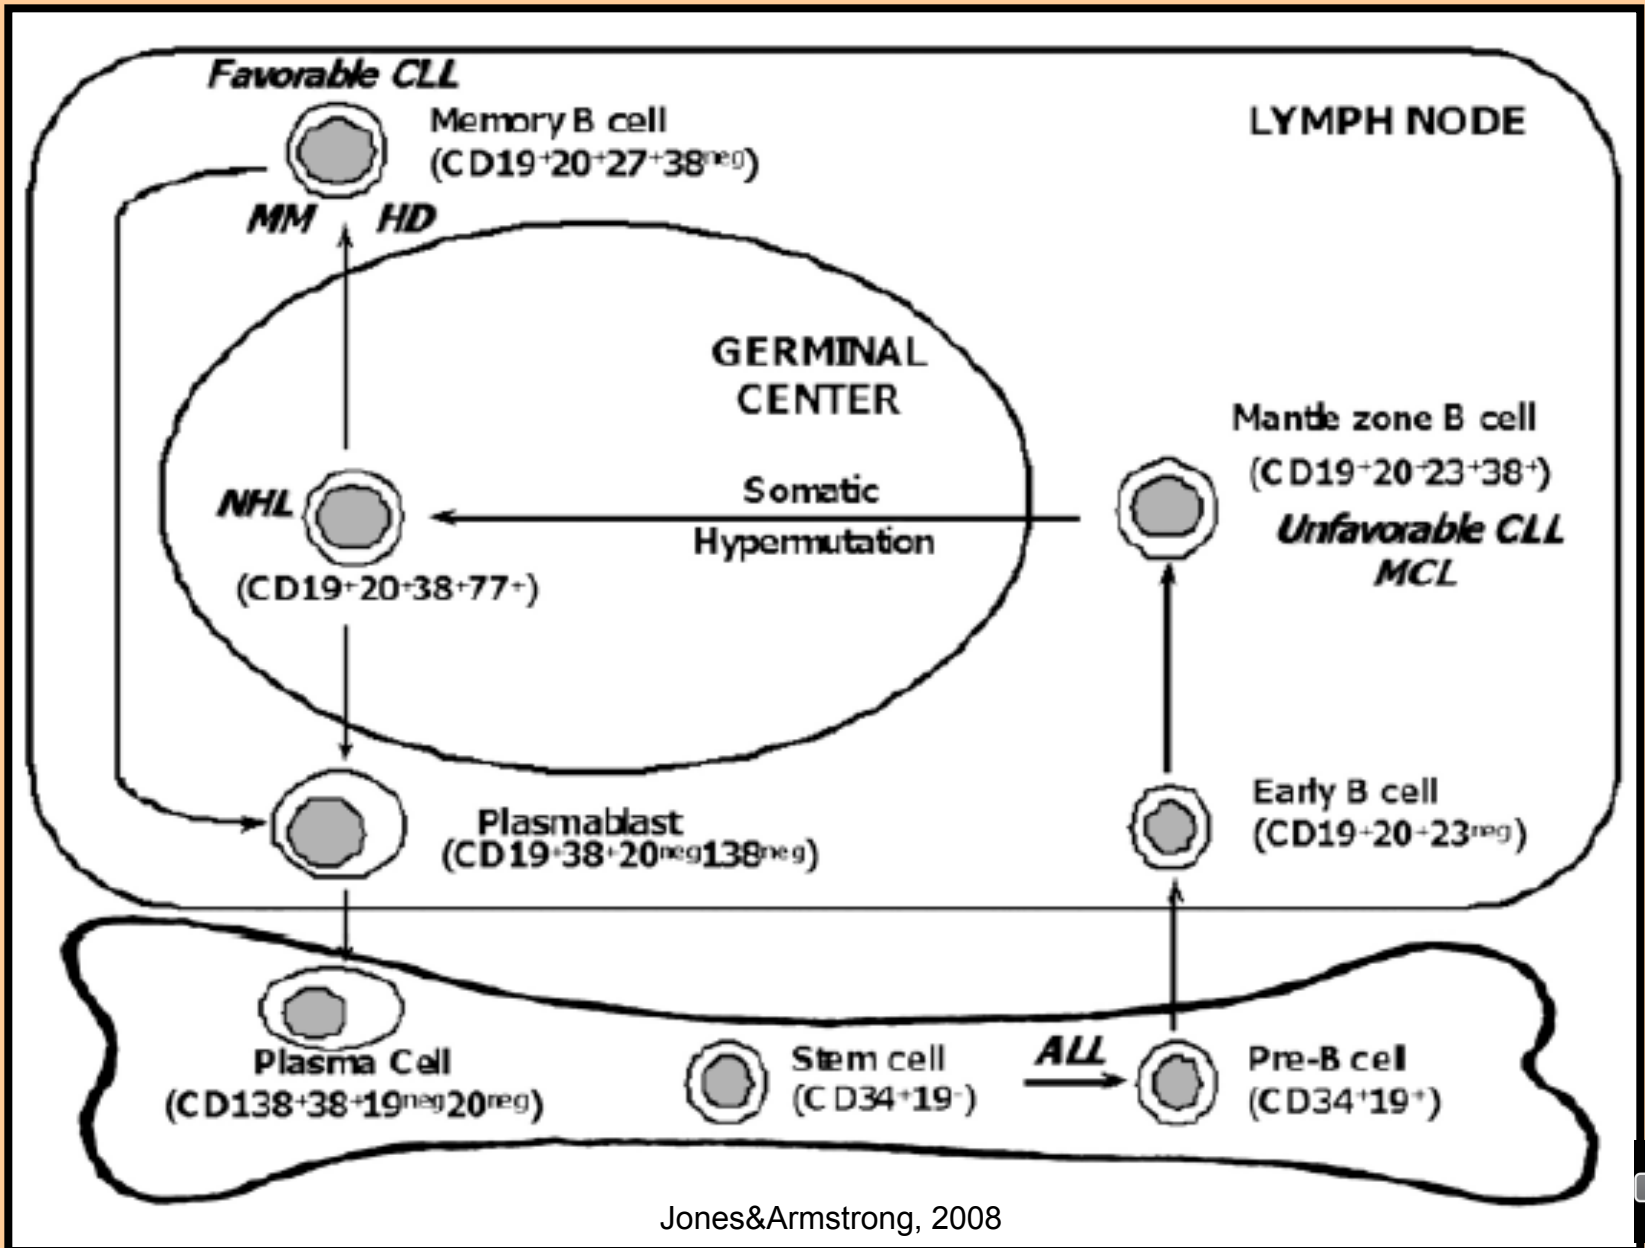 Favorable CLL
Memory B cell
(CD19⁺20⁺27⁺38ⁿᵉᵍ)
MM HD
LYMPH NODE
GERMINAL
CENTER
Mantle zone B cell
(CD19⁺20⁺23⁺38⁺)
Unfavorable CLL
MCL
NHL
Somatic
Hypermutation
(CD19⁺20⁺38⁺77⁺)
Plasmablast
(CD19⁺38⁺20ⁿᵉᵍ138ⁿᵉᵍ)
Early B cell
(CD19⁺20⁺23ⁿᵉᵍ)
Plasma Cell
(CD138⁺38⁺19ⁿᵉᵍ20ⁿᵉᵍ)
Stem cell
(CD34⁺19⁻)
ALL
Pre-B cell
(CD34⁺19⁺)
Jones&Armstrong, 2008